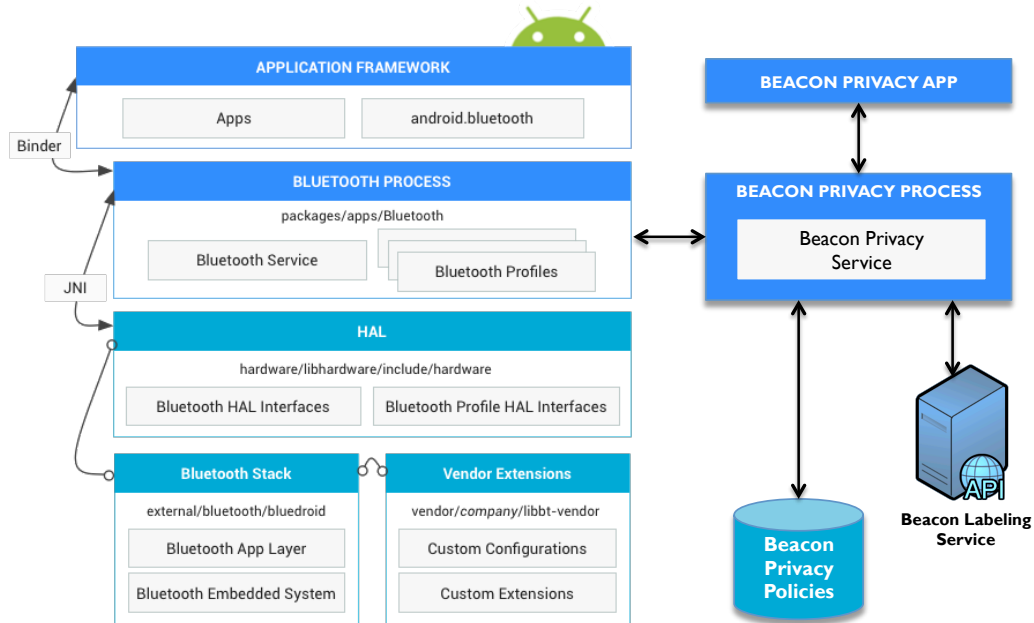 APPLICATION FRAMEWORK
Apps
android.bluetooth
Binder
BLUETOOTH PROCESS
packages/apps/Bluetooth
Bluetooth Service
Bluetooth Profiles
JNI
HAL
hardware/libhardware/include/hardware
Bluetooth HAL Interfaces
Bluetooth Profile HAL Interfaces
Bluetooth Stack
external/bluetooth/bluedroid
Bluetooth App Layer
Bluetooth Embedded System
Vendor Extensions
vendor/company/libbt-vendor
Custom Configurations
Custom Extensions
BEACON PRIVACY APP
BEACON PRIVACY PROCESS
Beacon Privacy
Service
API
Beacon Labeling
Service
Beacon
Privacy
Policies